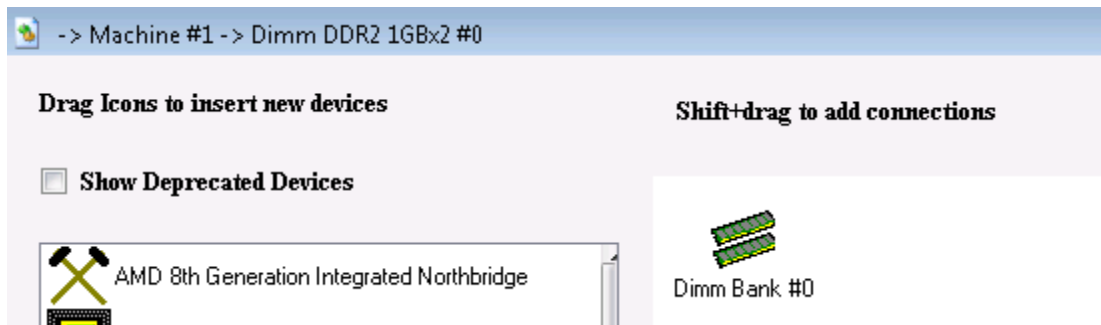 -> Machine #1 -> Dimm DDR2 1GBx2 #0
Drag Icons to insert new devices
Shift+drag to add connections
Show Deprecated Devices
AMD 8th Generation Integrated Northbridge
Dimm Bank #0